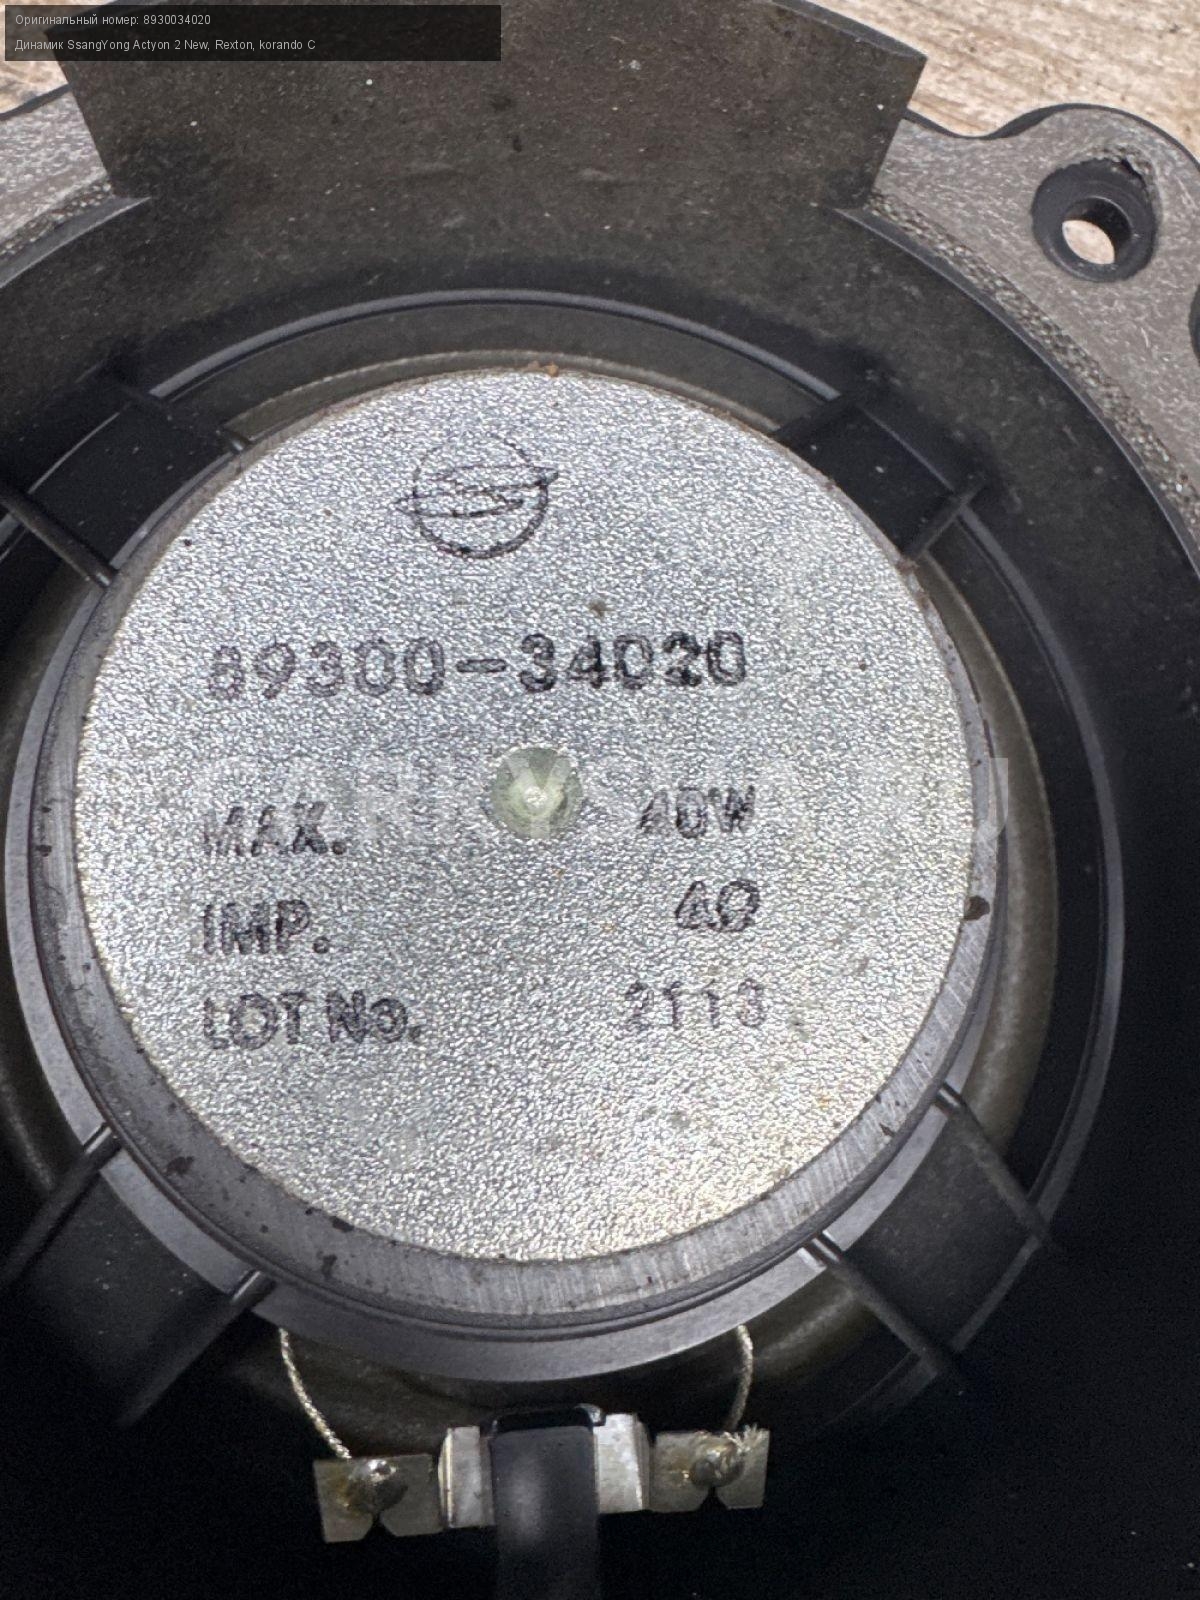 Оригинальный номер: 8930034020
Динамик SsangYong Actyon 2 New, Rexton, korando C
89300-34020
MAX. 40W
IMP. 4Ω
LOT No. 2113